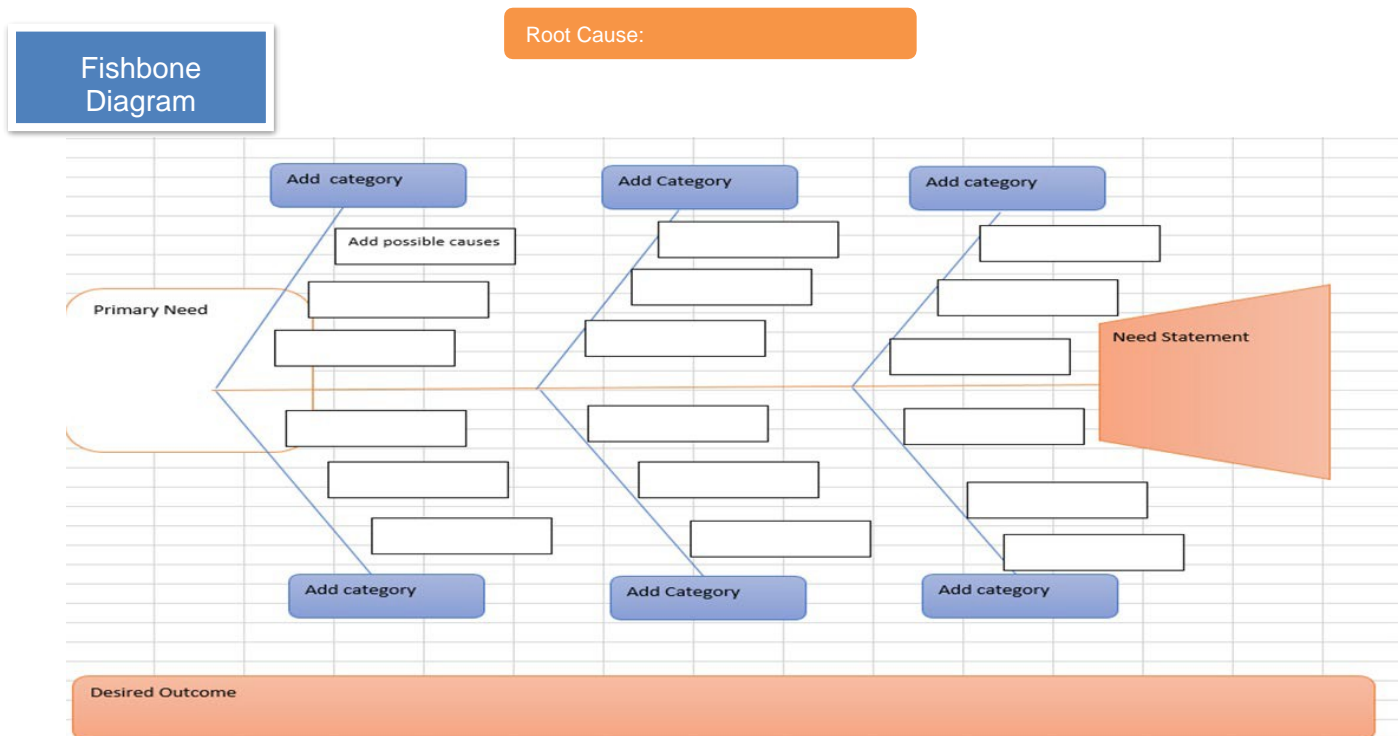 Root Cause:
Fishbone
Diagram
Add  category
Add Category
Add category
Add possible causes
Primary Need
Need Statement
Add category
Add Category
Add category
Desired Outcome